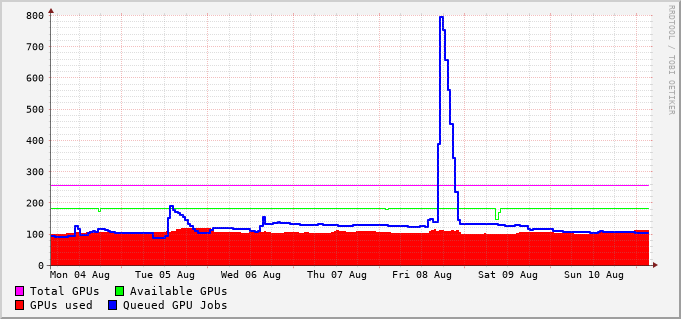 800
700
600
500
400
300
200
100
0
Mon 04 Aug Tue 05 Aug Wed 06 Aug Thu 07 Aug Fri 08 Aug Sat 09 Aug Sun 10 Aug
Total GPUs Available GPUs
GPUs used Queued GPU Jobs
RRDTOOL / TOBI OETIKER